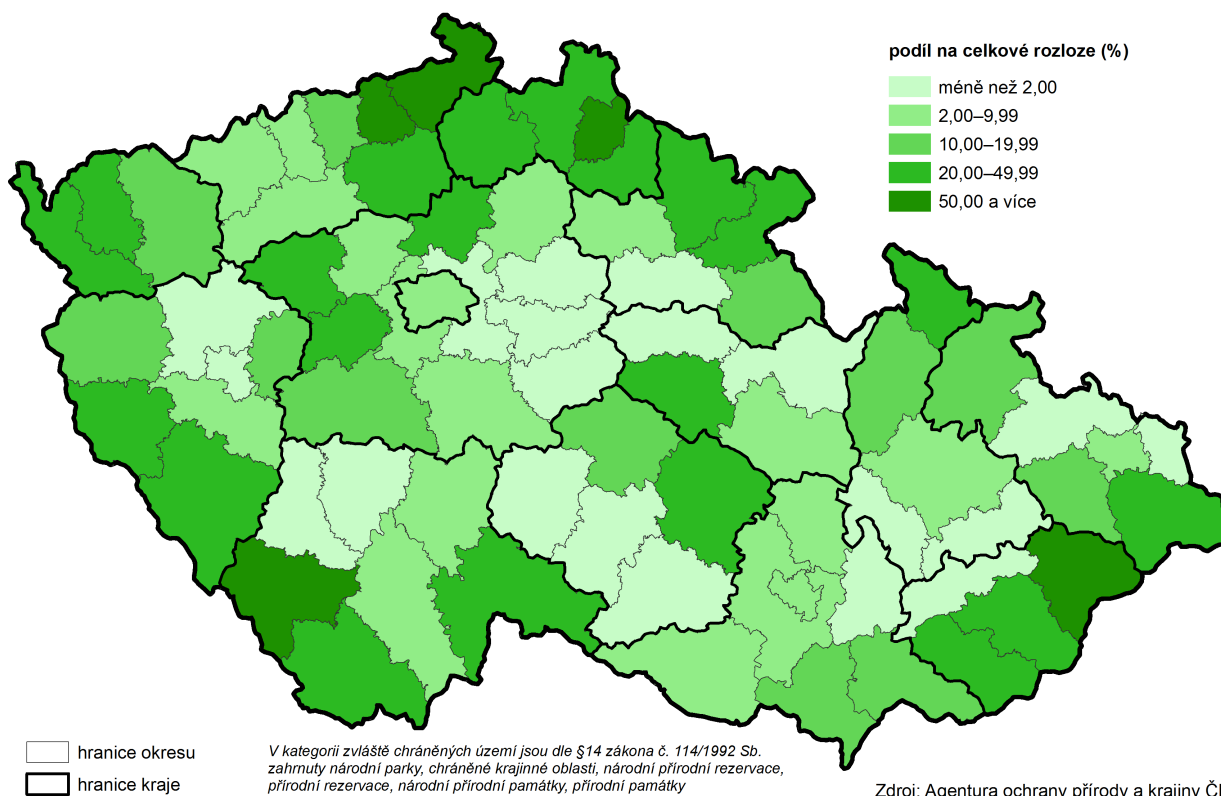 podíl na celkové rozloze (%)
méně než 2,00
2,00–9,99
10,00–19,99
20,00–49,99
50,00 a více
hranice okresu
hranice kraje
V kategorii zvláště chráněných území jsou dle §14 zákona č. 114/1992 Sb.
zahrnuty národní parky, chráněné krajinné oblasti, národní přírodní rezervace,
přírodní rezervace, národní přírodní památky, přírodní památky
Zdroj: Agentura ochrany přírody a krajiny